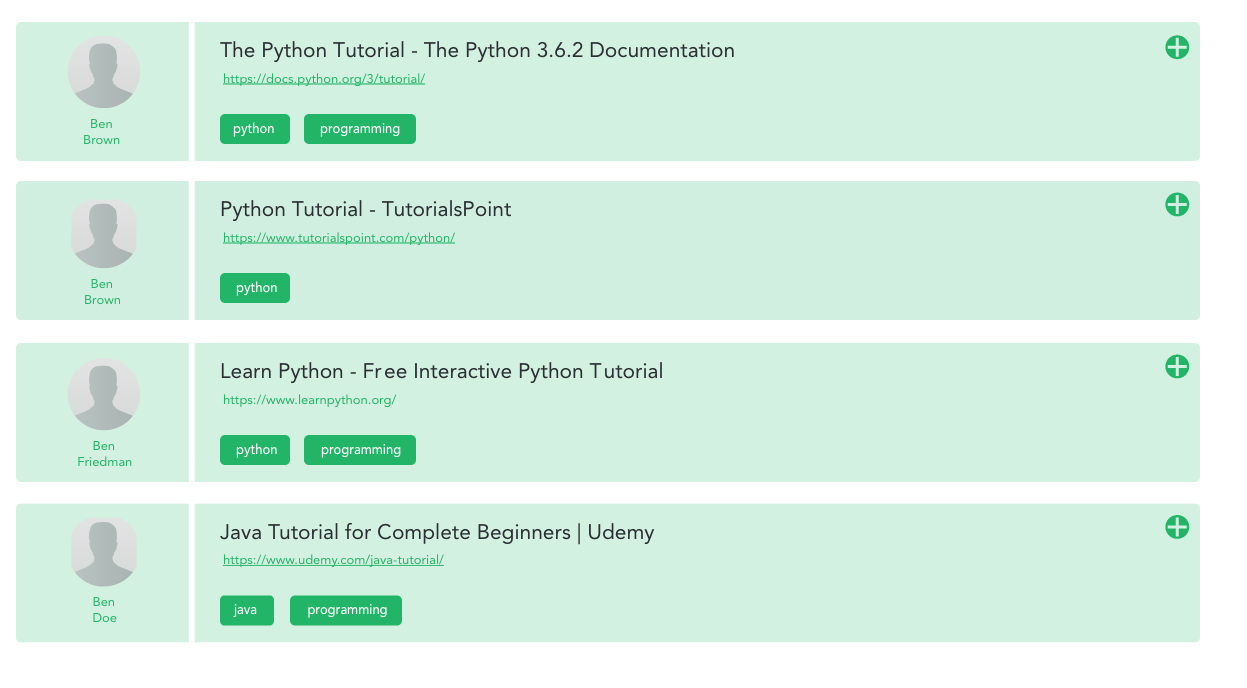 The Python Tutorial - The Python 3.6.2 Documentation
https://docs.python.org/3/tutorial/
Ben
Brown
python programming
Python Tutorial - TutorialsPoint
https://www.tutorialspoint.com/python/
Ben
Brown
python
Learn Python - Free Interactive Python Tutorial
https://www.learnpython.org/
Ben
Friedman
python programming
Java Tutorial for Complete Beginners | Udemy
https://www.udemy.com/java-tutorial/
Ben
Doe
java programming